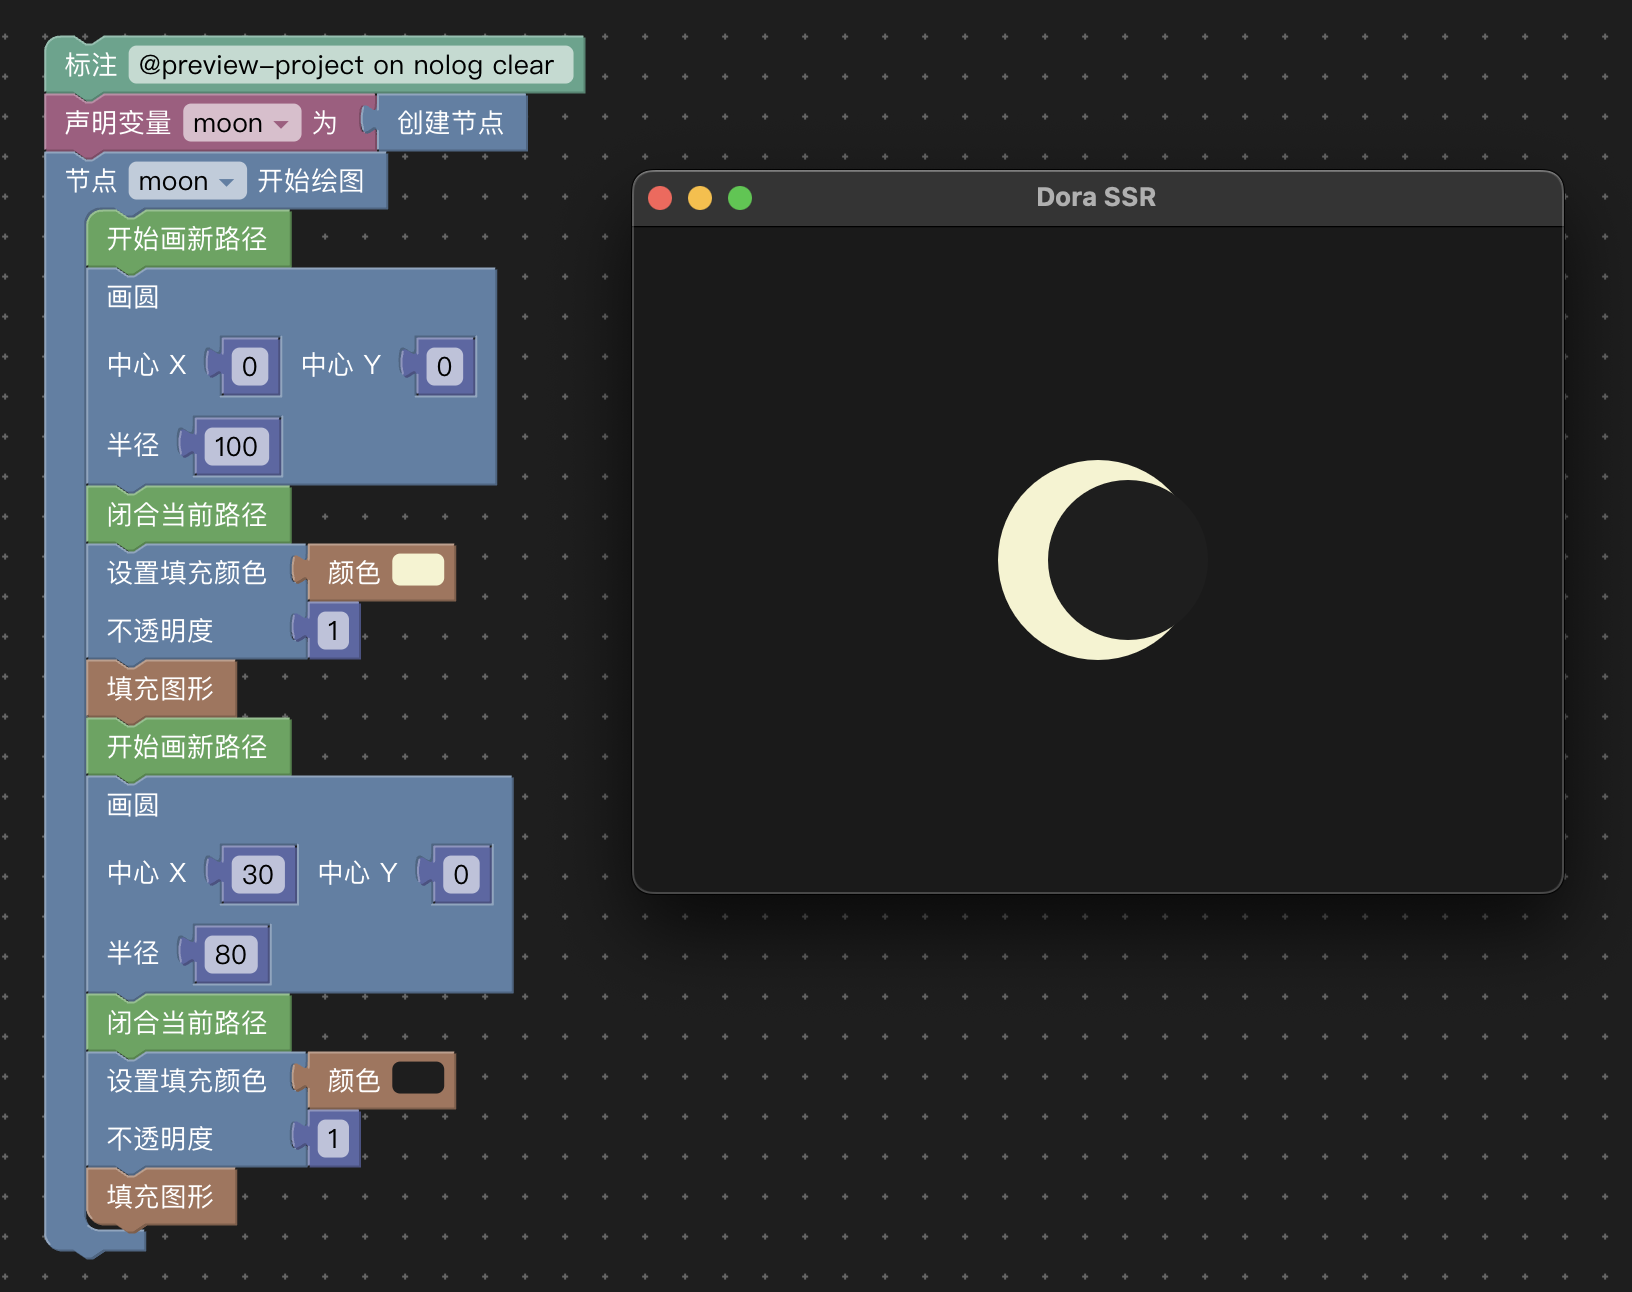 标注 @preview-project on nolog clear
声明变量 moon 为 创建节点
节点 moon 开始绘图
开始画新路径
画圆
中心 X 0 中心 Y 0
半径 100
闭合当前路径
设置填充颜色 颜色
不透明度 1
填充图形
开始画新路径
画圆
中心 X 30 中心 Y 0
半径 80
闭合当前路径
设置填充颜色 颜色
不透明度 1
填充图形
Dora SSR